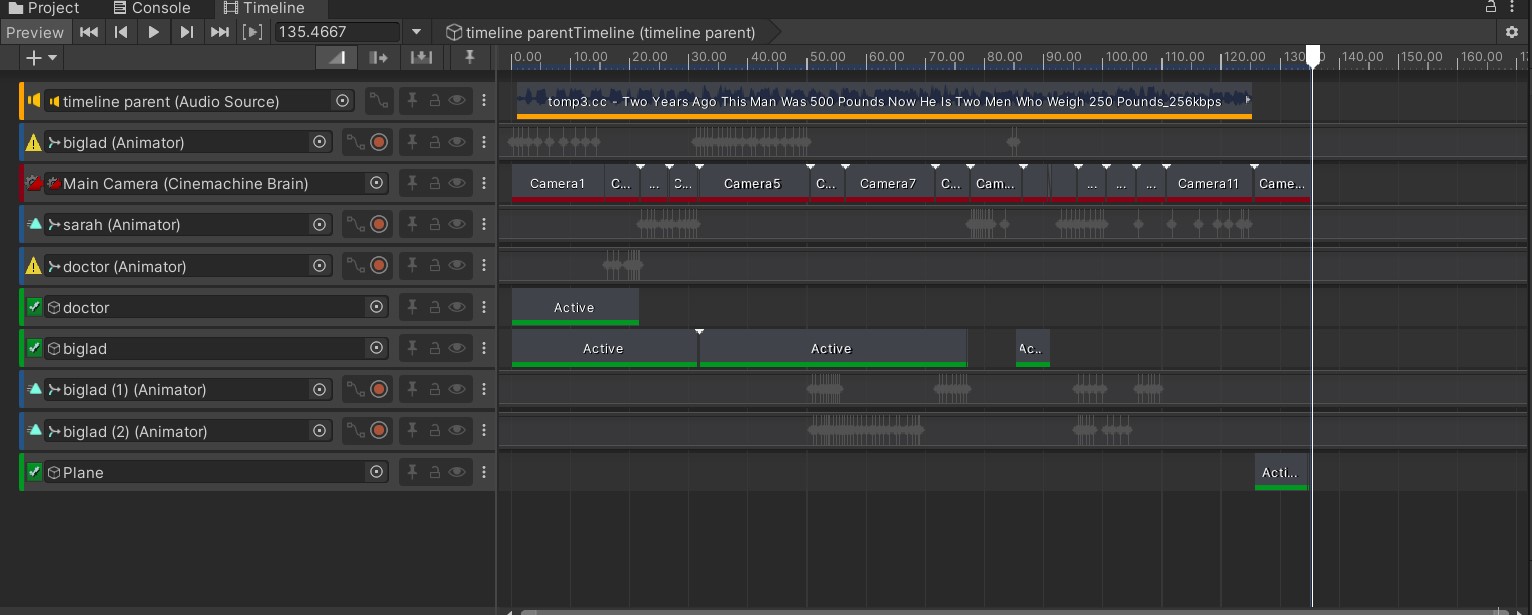 Project Console Timeline
Preview 135.4667 timeline parentTimeline (timeline parent)
0.00 10.00 20.00 30.00 40.00 50.00 60.00 70.00 80.00 90.00 100.00 110.00 120.00 130 140.00 150.00 160.00
timeline parent (Audio Source) tomp3.cc - Two Years Ago This Man Was 500 Pounds Now He Is Two Men Who Weigh 250 Pounds_256kbps
biglad (Animator)
Main Camera (Cinemachine Brain) Camera1 C... ... C... Camera5 C... Camera7 C... Cam... ... ... ... Camera11 Came...
sarah (Animator)
doctor (Animator)
doctor Active
biglad Active Active Ac..
biglad (1) (Animator)
biglad (2) (Animator)
Plane Acti...